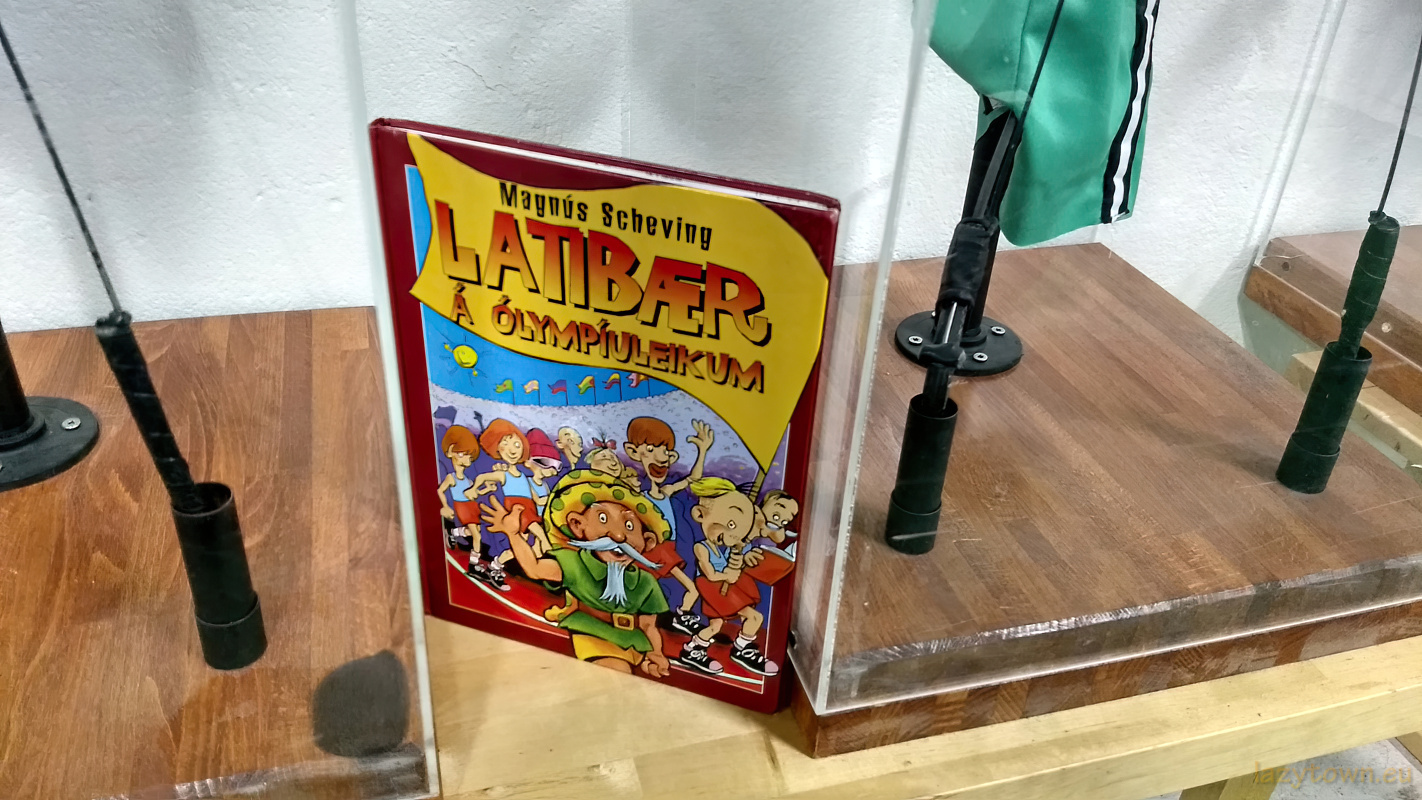 Magnús Scheving
LATIBÆR
Á ÓLYMPÍULEIKUM
lazytown.eu